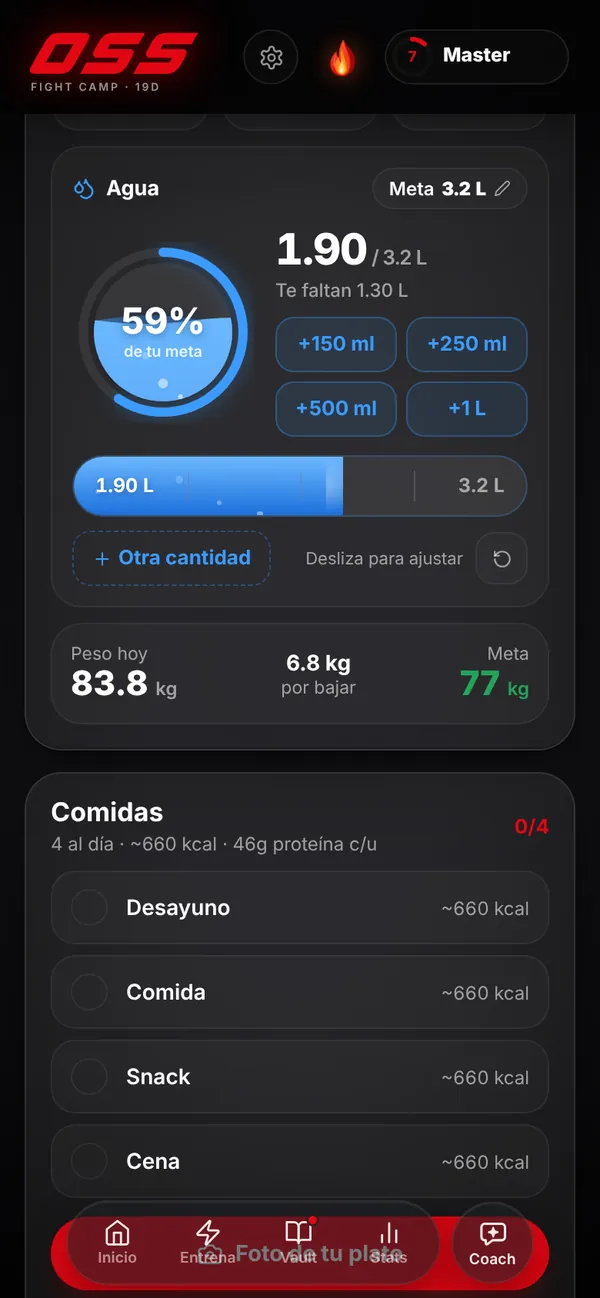 OSS
FIGHT CAMP · 19D
7
Master
Agua
Meta 3.2 L
59%
de tu meta
1.90 / 3.2 L
Te faltan 1.30 L
+150 ml
+250 ml
+500 ml
+1 L
1.90 L
3.2 L
+ Otra cantidad
Desliza para ajustar
Peso hoy
83.8 kg
6.8 kg
por bajar
Meta
77 kg
Comidas
4 al día · ~660 kcal · 46g proteína c/u
0/4
Desayuno
~660 kcal
Comida
~660 kcal
Snack
~660 kcal
Cena
~660 kcal
Foto de tu plato
Inicio
Entrena
Vault
Stats
Coach